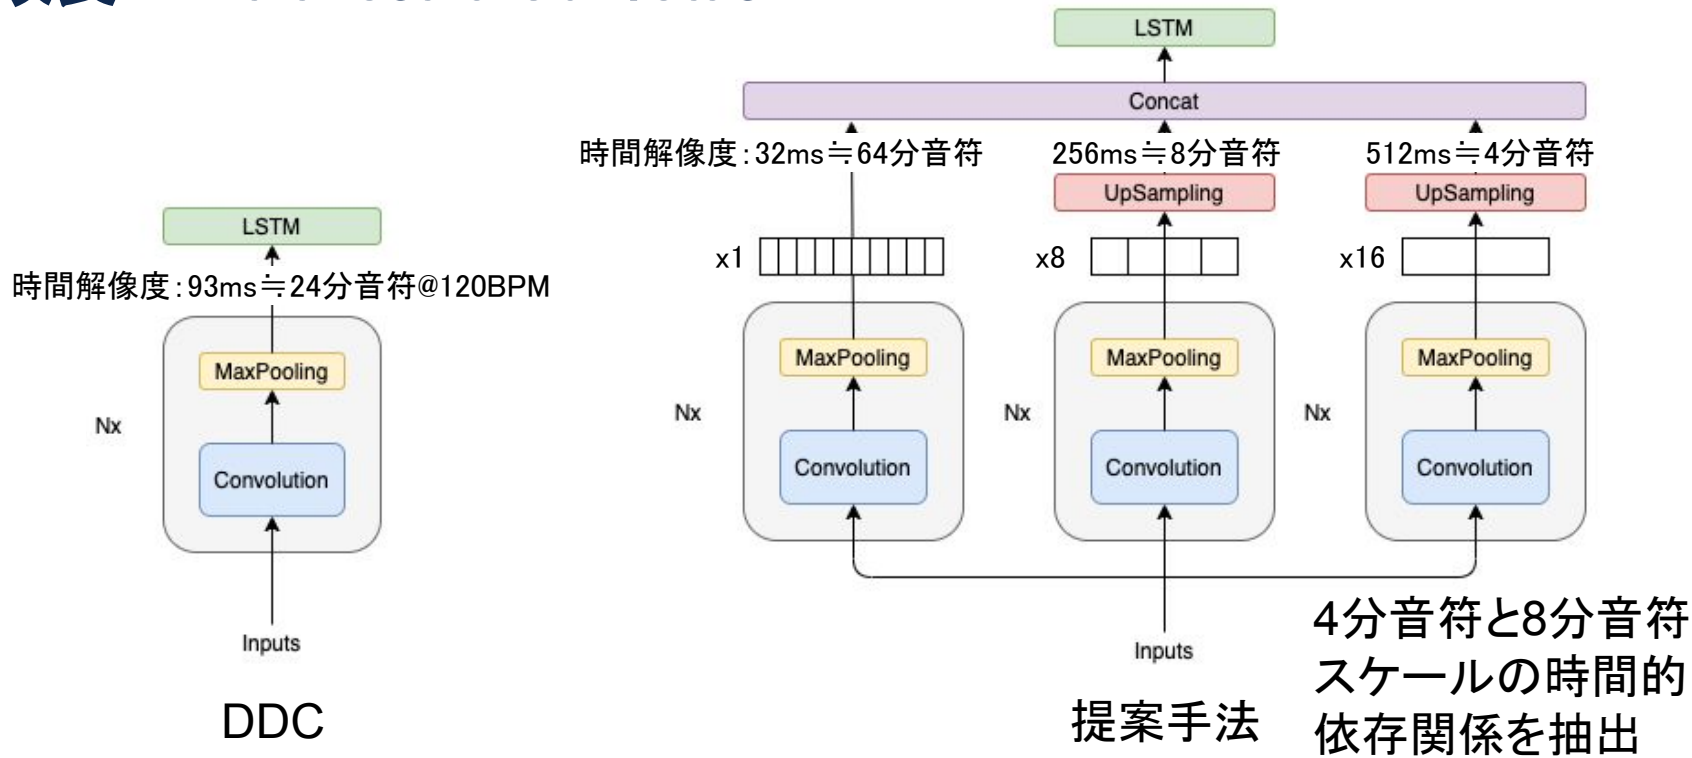 LSTM
時間解像度：93ms≒24分音符@120BPM
MaxPooling
Nx
Convolution
Inputs
DDC
LSTM
Concat
時間解像度：32ms≒64分音符
256ms≒8分音符
512ms≒4分音符
UpSampling
UpSampling
x1
x8
x16
MaxPooling
MaxPooling
MaxPooling
Nx
Nx
Nx
Convolution
Convolution
Convolution
Inputs
提案手法
4分音符と8分音符
スケールの時間的
依存関係を抽出